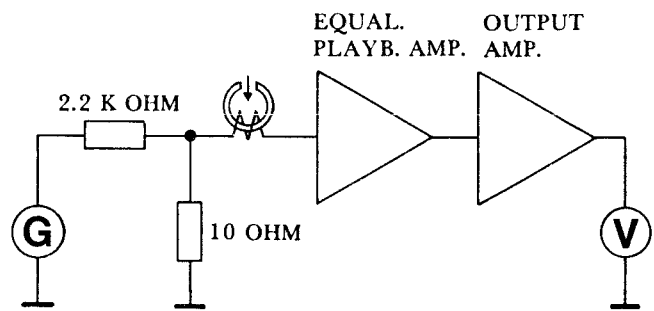 EQUAL.
PLAYB. AMP.
OUTPUT
AMP.
2.2 K OHM
10 OHM
G
V